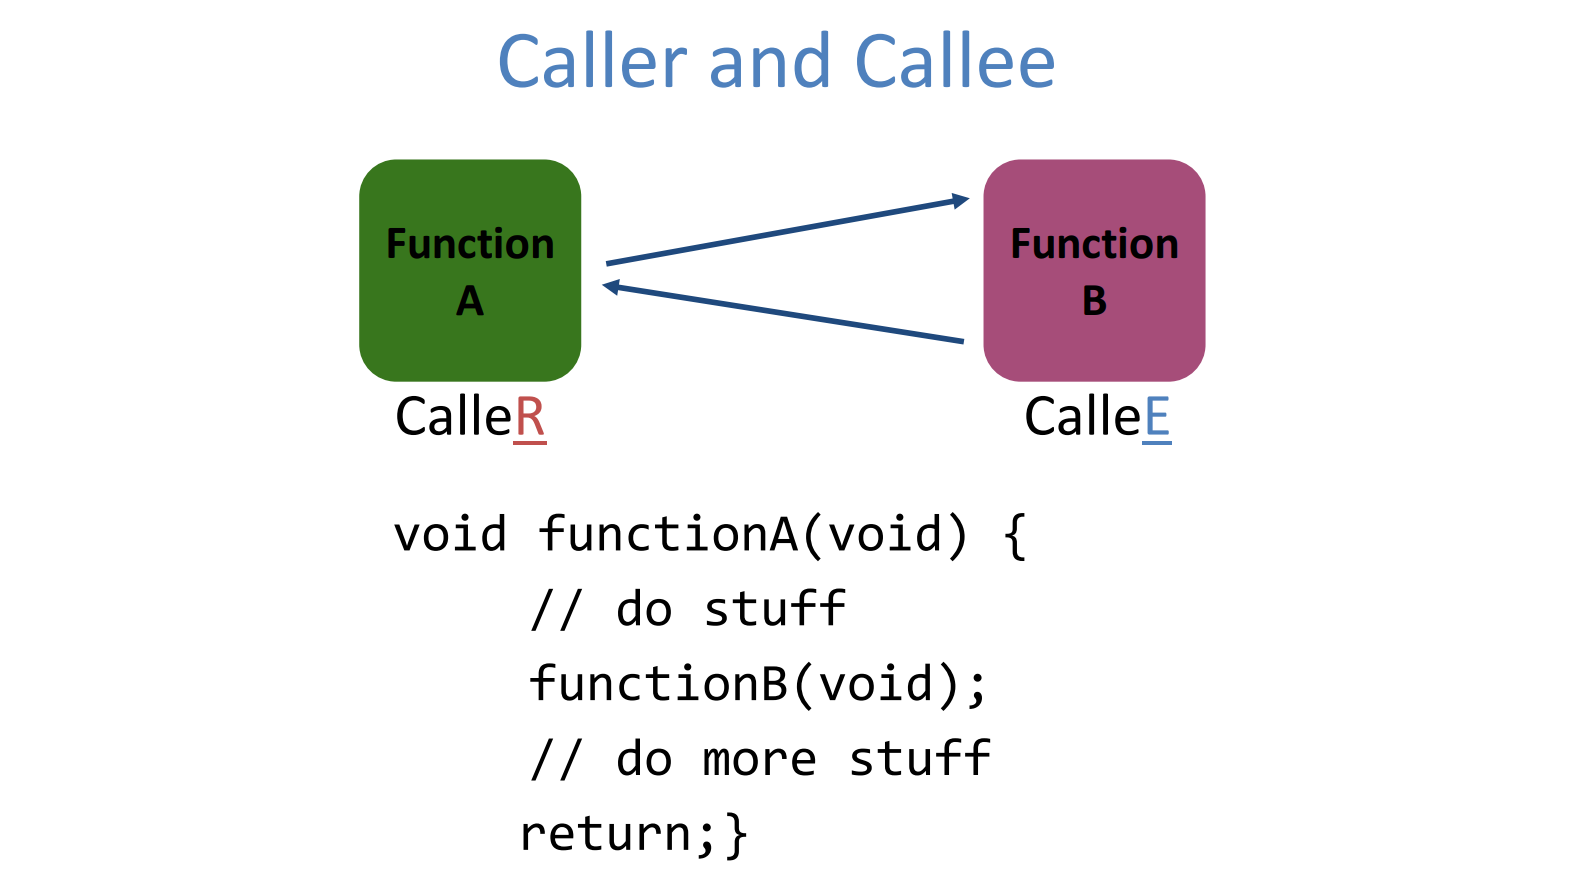 Caller and Callee
Function
A
Function
B
CalleR
CalleE
void functionA(void) {
// do stuff
functionB(void);
// do more stuff
return;}